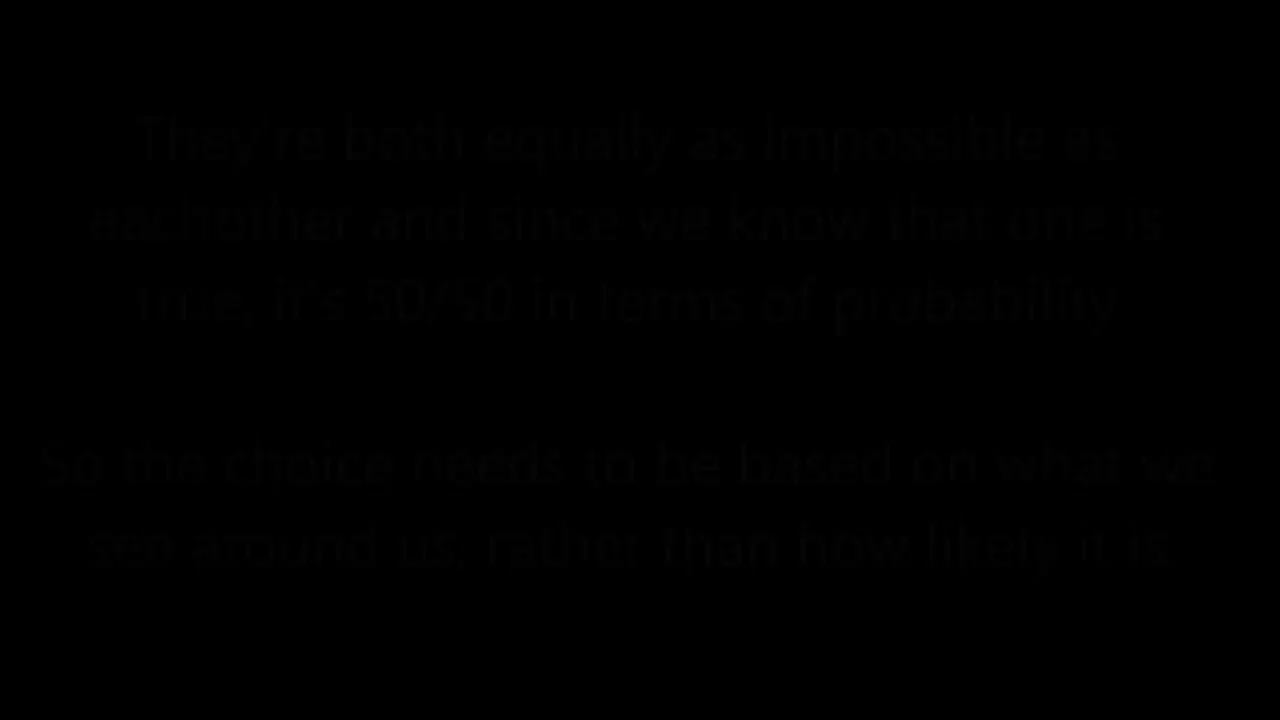 They're both equally as impossible as
eachother and since we know that one is
true, it's 50/50 in terms of probability
So the choice needs to be based on what we
see around us, rather than how likely it is